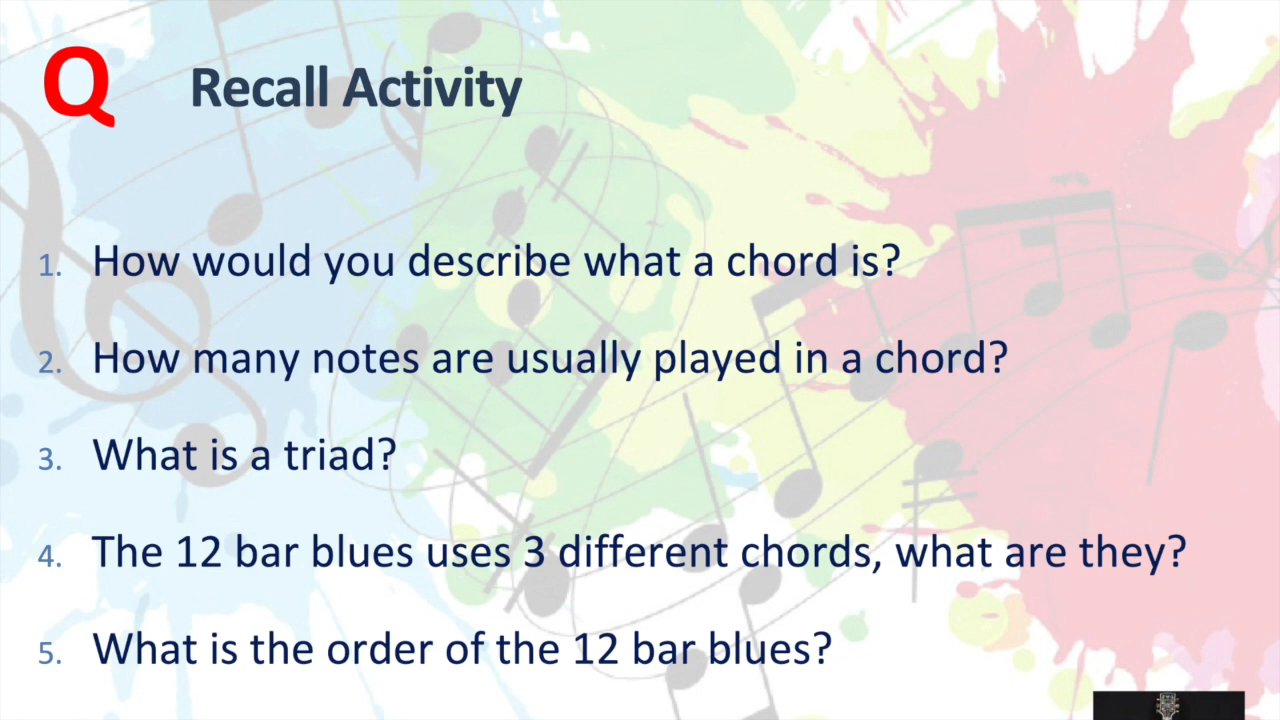 Q Recall Activity
1. How would you describe what a chord is?
2. How many notes are usually played in a chord?
3. What is a triad?
4. The 12 bar blues uses 3 different chords, what are they?
5. What is the order of the 12 bar blues?